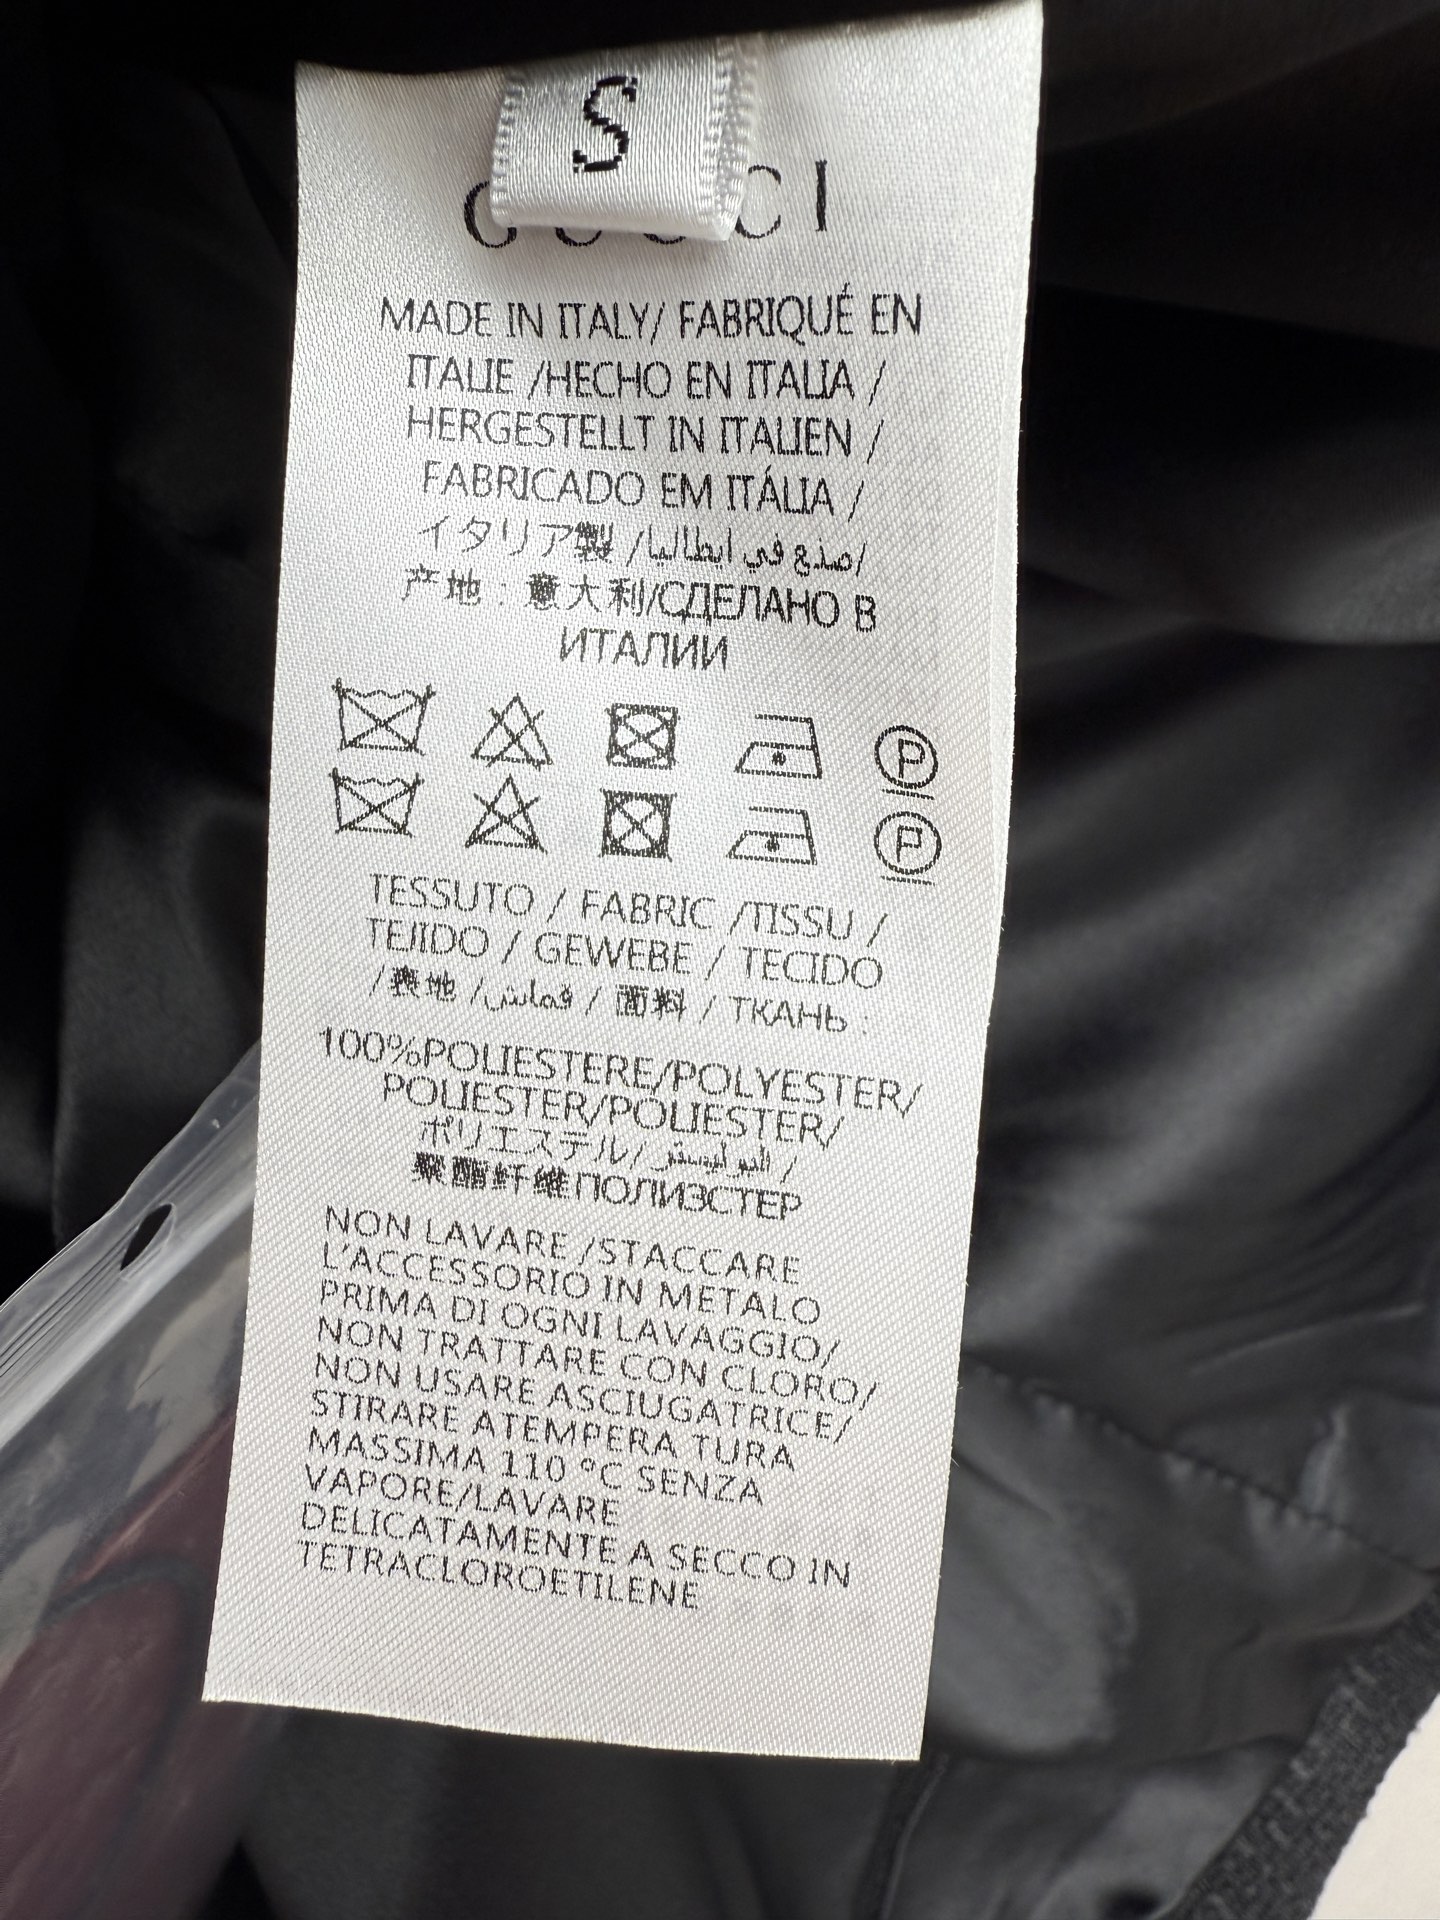 S
GUCCI
MADE IN ITALY/ FABRIQUÉ EN
ITALIE /HECHO EN ITALIA /
HERGESTELLT IN ITALIEN /
FABRICADO EM ITÁLIA /
イタリア製 /صنع في ايطاليا/
产地：意大利/СДЕЛАНО В
ИТАЛИИ
P
P
TESSUTO / FABRIC /TISSU /
TEJIDO / GEWEBE / TECIDO
/表地 /قماش / 面料 / ТКАНЬ :
100%POLIESTERE/POLYESTER/
POLIESTER/POLIESTER/
ポリエステル/البوليستر /
聚酯纤维ПОЛИЭСТЕР
NON LAVARE /STACCARE
L'ACCESSORIO IN METALO
PRIMA DI OGNI LAVAGGIO/
NON TRATTARE CON CLORO/
NON USARE ASCIUGATRICE/
STIRARE ATEMPERA TURA
MASSIMA 110 °C SENZA
VAPORE/LAVARE
DELICATAMENTE A SECCO IN
TETRACLOROETILENE